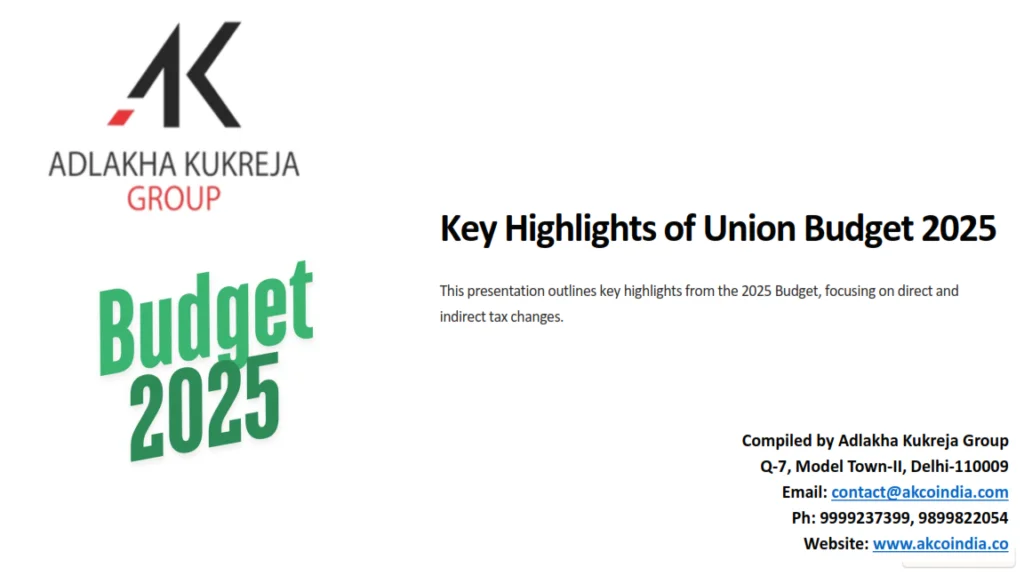 AK
ADLAKHA KUKREJA
GROUP
Budget
2025
Key Highlights of Union Budget 2025
This presentation outlines key highlights from the 2025 Budget, focusing on direct and
indirect tax changes.
Compiled by Adlakha Kukreja Group
Q-7, Model Town-II, Delhi-110009
Email: contact@akcoindia.com
Ph: 9999237399, 9899822054
Website: www.akcoindia.co